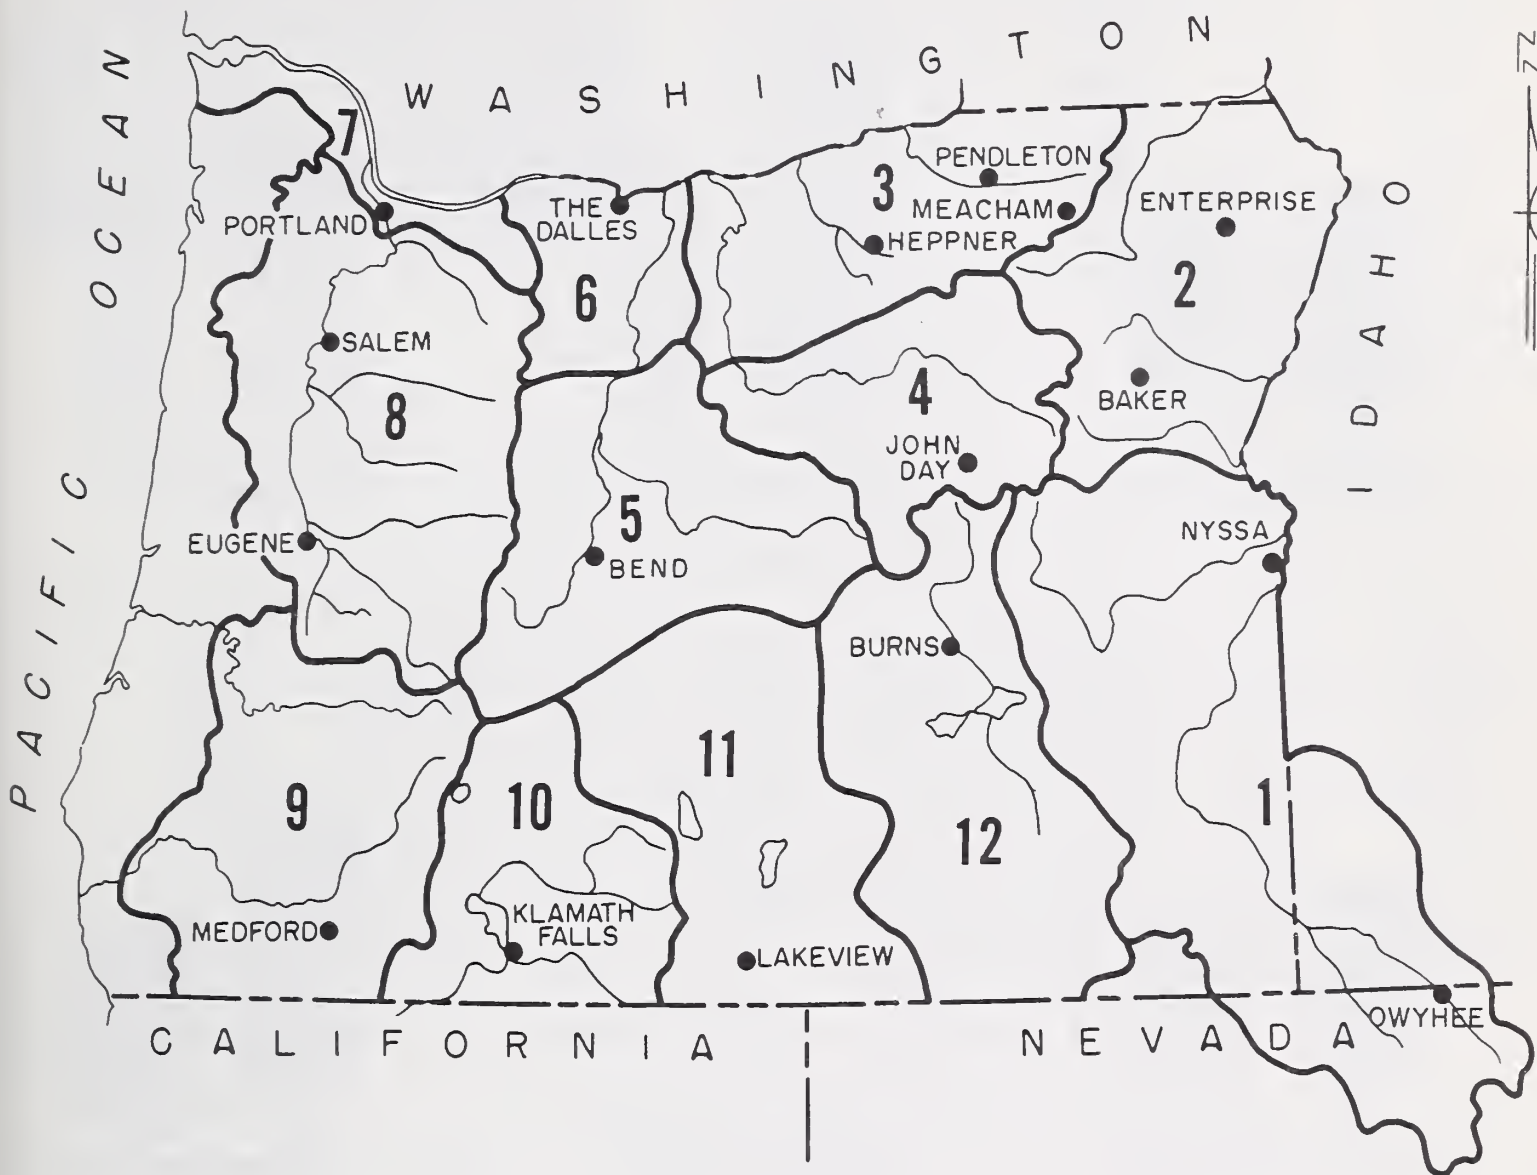 WASHINGTON
PACIFIC OCEAN
IDAHO
CALIFORNIA
NEVADA
7
PORTLAND
THE
DALLES
6
3
PENDLETON
MEACHAM
HEPPNER
ENTERPRISE
2
SALEM
8
4
JOHN
DAY
BAKER
EUGENE
5
BEND
NYSSA
BURNS
9
10
11
12
1
MEDFORD
KLAMATH
FALLS
LAKEVIEW
OWYHEE